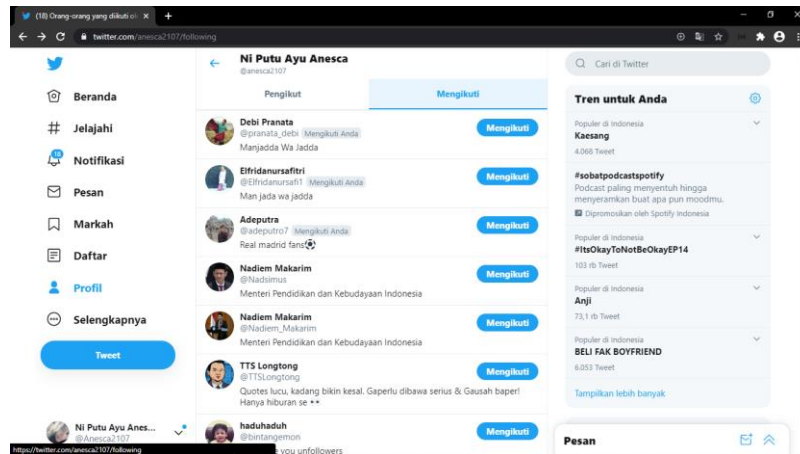 (18) Orang-orang yang diikuti ol
twitter.com/anesca2107/following
Beranda
Jelajahi
18
Notifikasi
Pesan
Markah
Daftar
Profil
Selengkapnya
Tweet
Ni Putu Ayu Anes...
@Anesca2107
https://twitter.com/anesca2107/following
Ni Putu Ayu Anesca
@anesca2107
Pengikut
Mengikuti
Debi Pranata
@pranata_debi Mengikuti Anda
Manjadda Wa Jadda
Mengikuti
Elfridanursafitri
@Elfridanursafi1 Mengikuti Anda
Man jada wa jadda
Mengikuti
Adeputra
@adeputro7 Mengikuti Anda
Real madrid fans
Mengikuti
Nadiem Makarim
@Nadsimus
Menteri Pendidikan dan Kebudayaan Indonesia
Mengikuti
Nadiem Makarim
@Nadiem_Makarim
Menteri Pendidikan dan Kebudayaan Indonesia
Mengikuti
TTS Longtong
@TTSLongtong
Quotes lucu, kadang bikin kesal. Gaperlu dibawa serius & Gausah baper!
Hanya hiburan se
Mengikuti
haduhaduh
@bintangemon
you unfollowers
Mengikuti
Cari di Twitter
Tren untuk Anda
Populer di Indonesia
Kaesang
4.068 Tweet
#sobatpodcastspotify
Podcast paling menyentuh hingga
menyeramkan buat apa pun moodmu.
Dipromosikan oleh Spotify Indonesia
Populer di Indonesia
#ItsOkayToNotBeOkayEP14
103 rb Tweet
Populer di Indonesia
Anji
73,1 rb Tweet
Populer di Indonesia
BELI FAK BOYFRIEND
6.053 Tweet
Tampilkan lebih banyak
Pesan